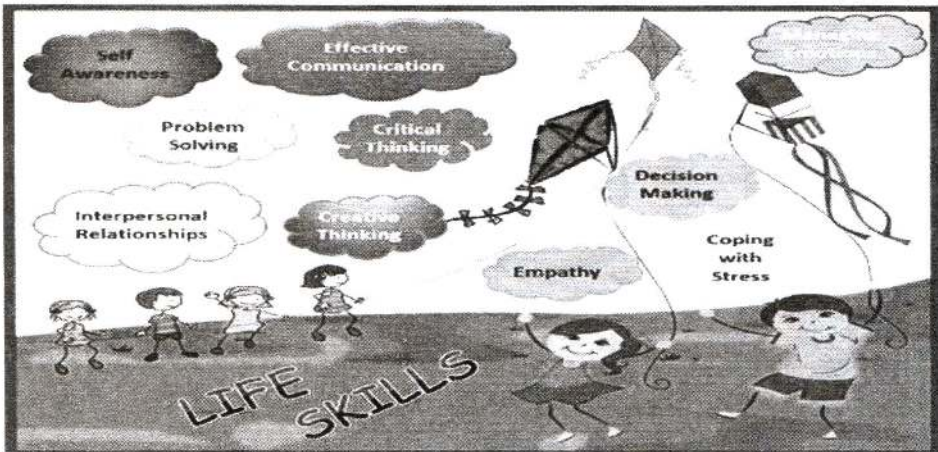 Self
Awareness
Effective
Communication
Problem
Solving
Critical
Thinking
Decision
Making
Interpersonal
Relationships
Creative
Thinking
Empathy
Coping
with
Stress
LIFE
SKILLS